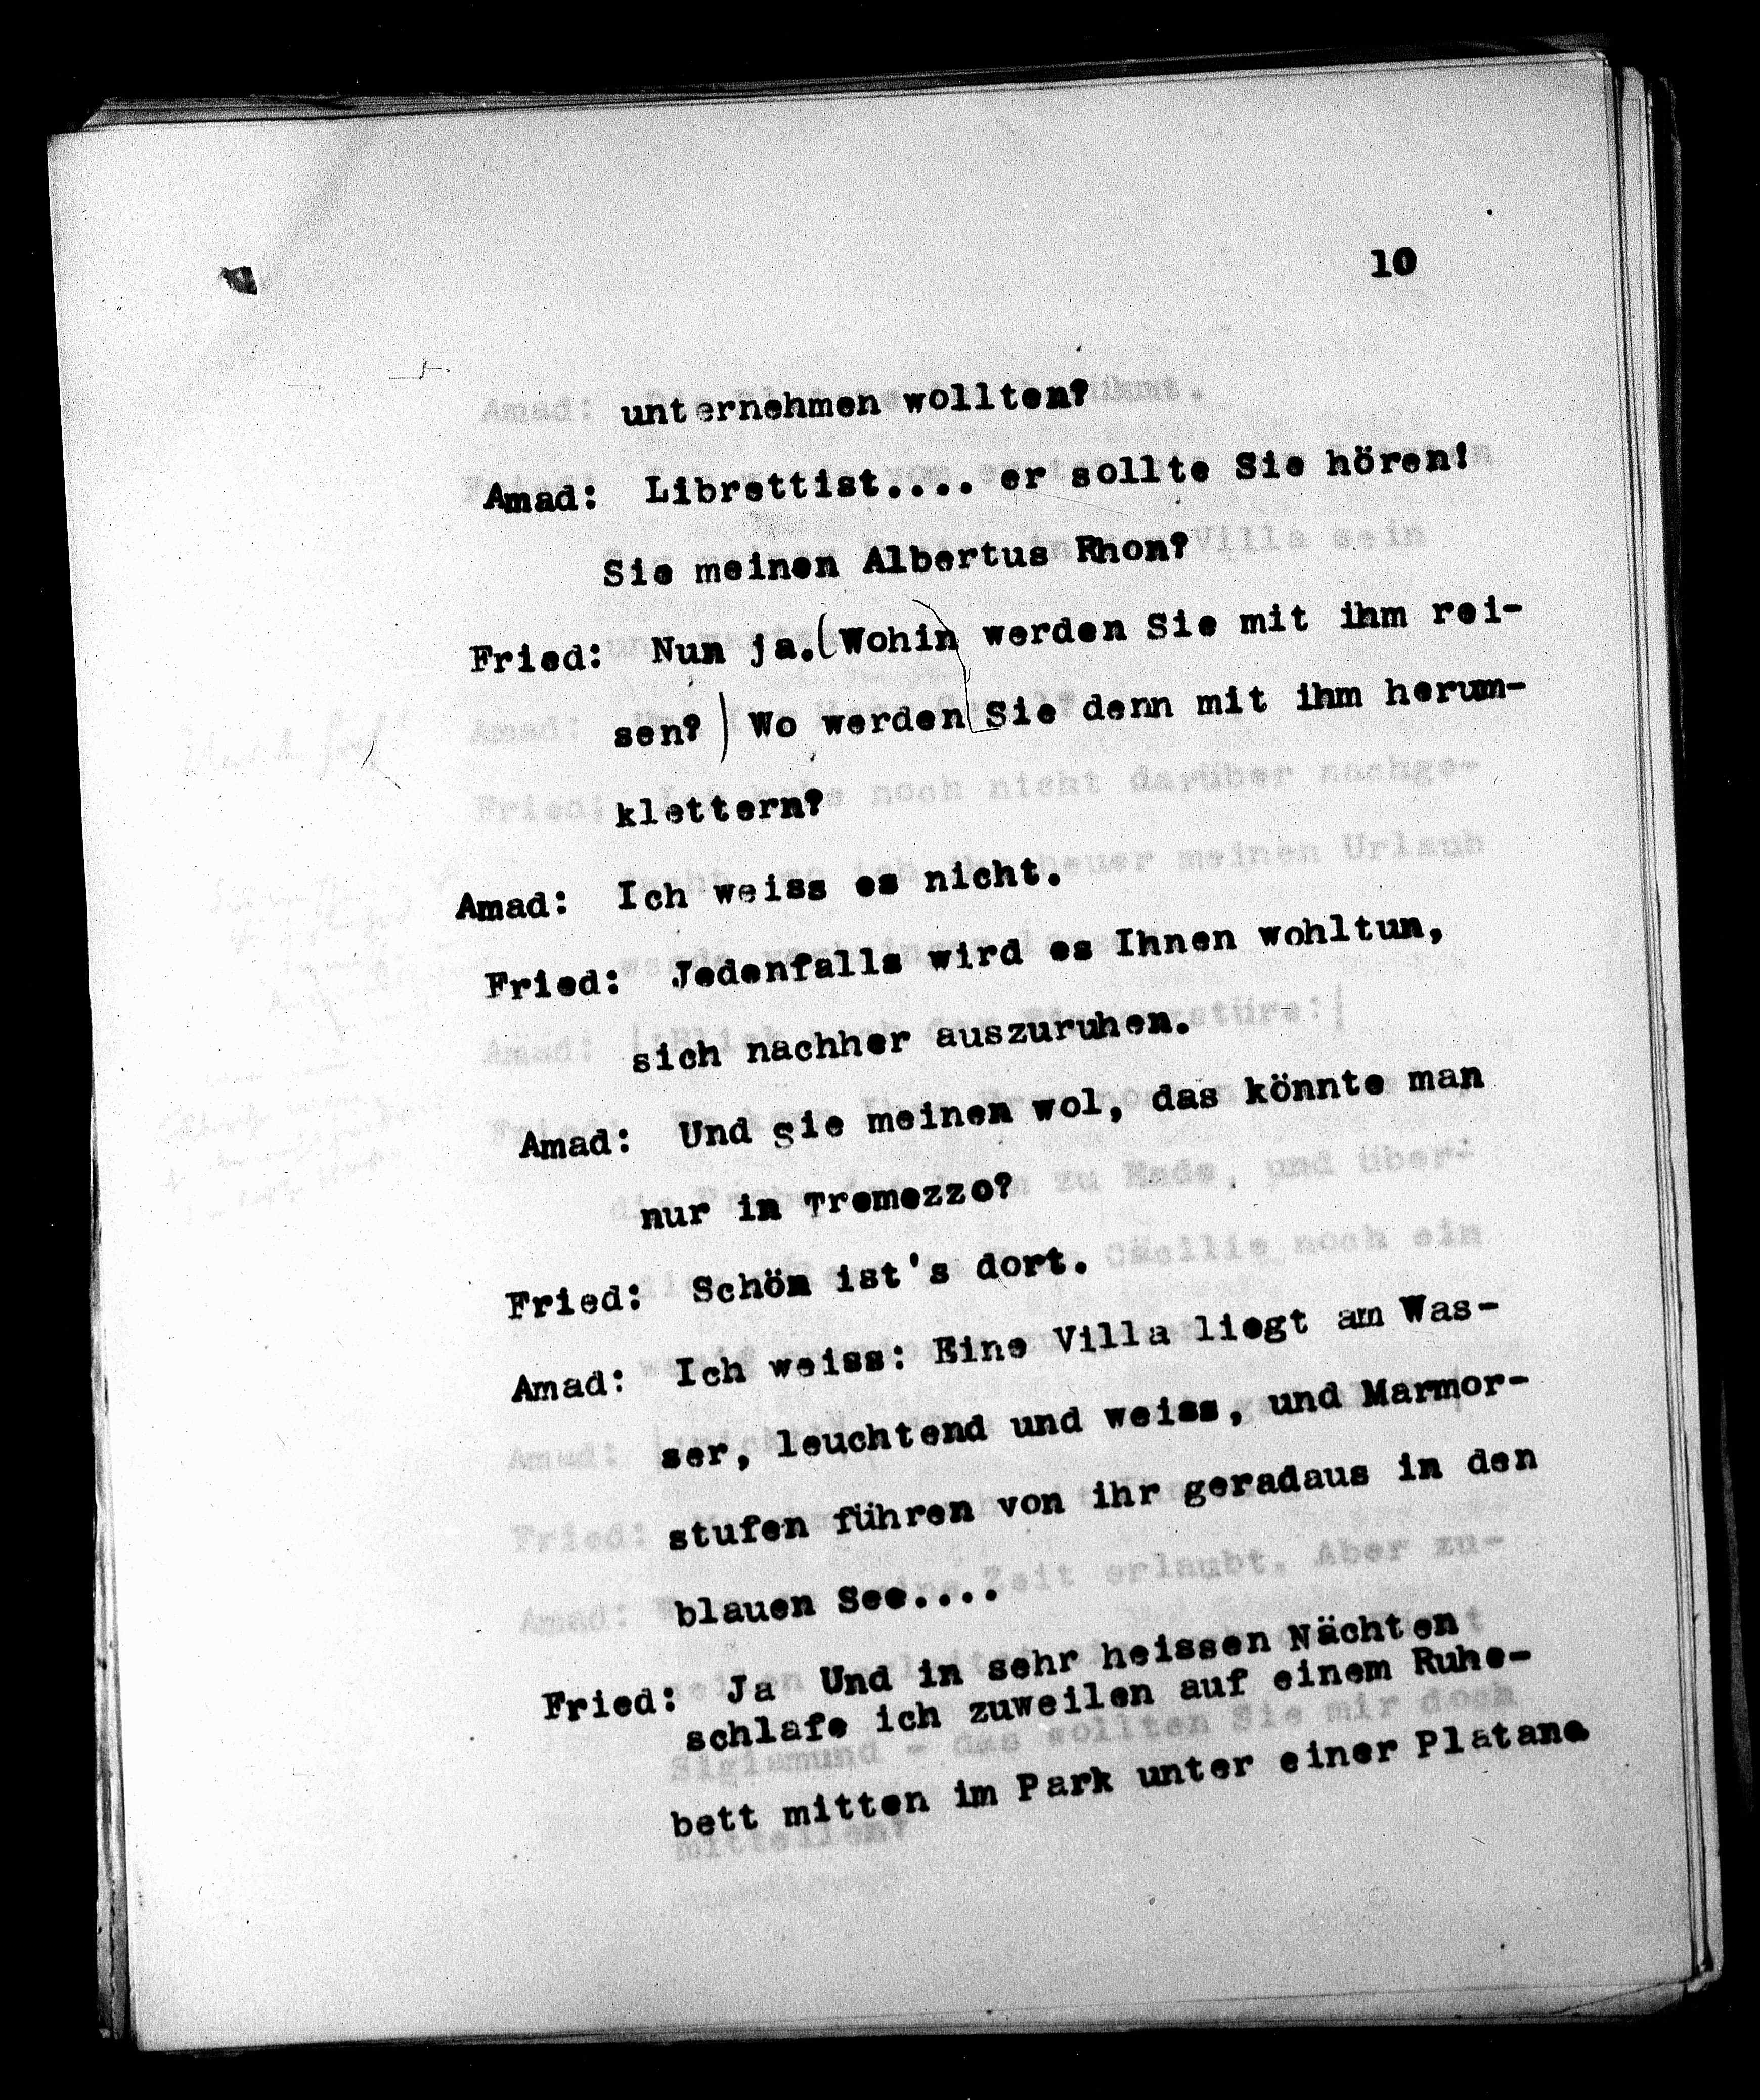 10
unternehmen wollten?
Amad: Librettist.... er sollte Sie hören!
Sie meinen Albertus Rhon?
Fried: Nun ja.(Wohin werden Sie mit ihm rei-
sen?) Wo werden Sie denn mit ihm herum-
klettern?
Amad: Ich weiss es nicht.
Fried: Jedenfalls wird es Ihnen wohltun,
sich nachher auszuruhen.
Amad: Und sie meinen wol, das könnte man
nur in Tremezzo?
Fried: Schön ist's dort.
Amad: Ich weiss: Eine Villa liegt am Was-
ser, leuchtend und weiss, und Marmor-
stufen führen von ihr geradaus in den
blauen See....
Fried: Ja Und in sehr heissen Nächten
schlafe ich zuweilen auf einem Ruhe-
bett mitten im Park unter einer Platane